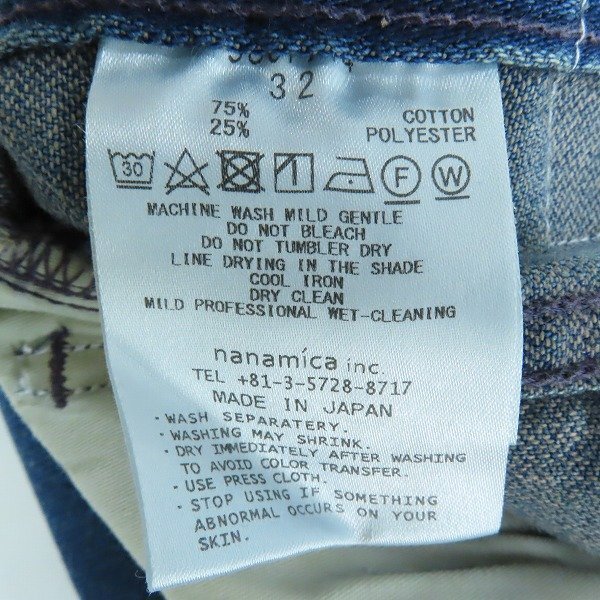 32
75% COTTON
25% POLYESTER
30 F W
MACHINE WASH MILD GENTLE
DO NOT BLEACH
DO NOT TUMBLER DRY
LINE DRYING IN THE SHADE
COOL IRON
DRY CLEAN
MILD PROFESSIONAL WET-CLEANING
nanamica inc.
TEL +81-3-5728-8717
MADE IN JAPAN
・WASH SEPARATERY.
・WASHING MAY SHRINK.
・DRY IMMEDIATELY AFTER WASHING
TO AVOID COLOR TRANSFER.
・USE PRESS CLOTH.
・STOP USING IF SOMETHING
ABNORMAL OCCURS ON YOUR
SKIN.